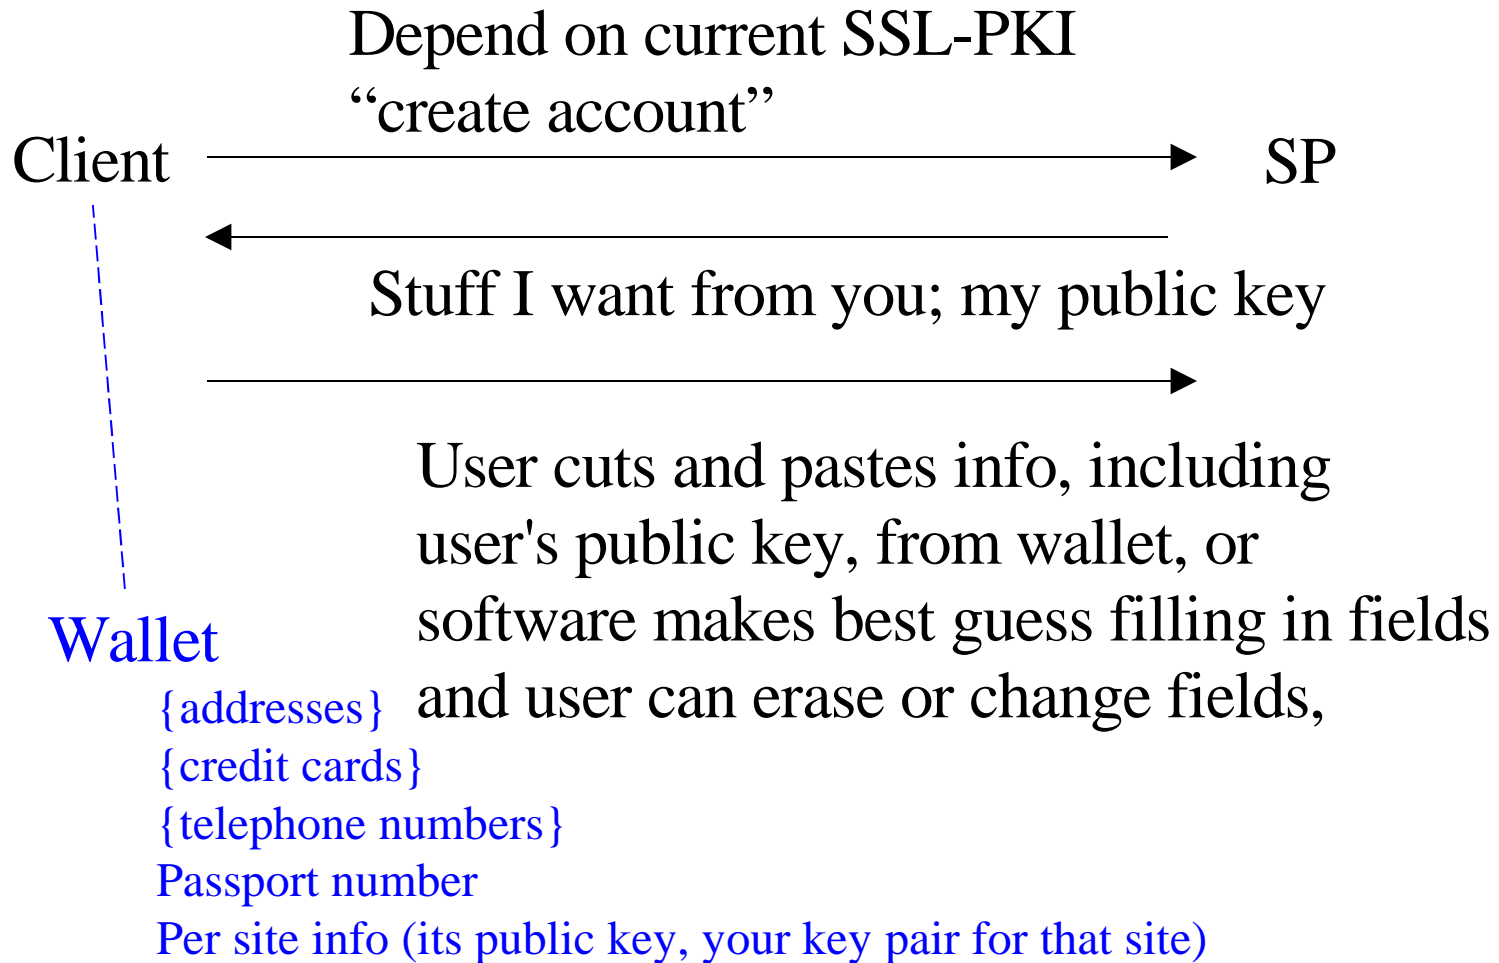 Depend on current SSL-PKI
“create account”
Client
SP
Stuff I want from you; my public key
User cuts and pastes info, including
user's public key, from wallet, or
software makes best guess filling in fields
and user can erase or change fields,
Wallet
{addresses}
{credit cards}
{telephone numbers}
Passport number
Per site info (its public key, your key pair for that site)